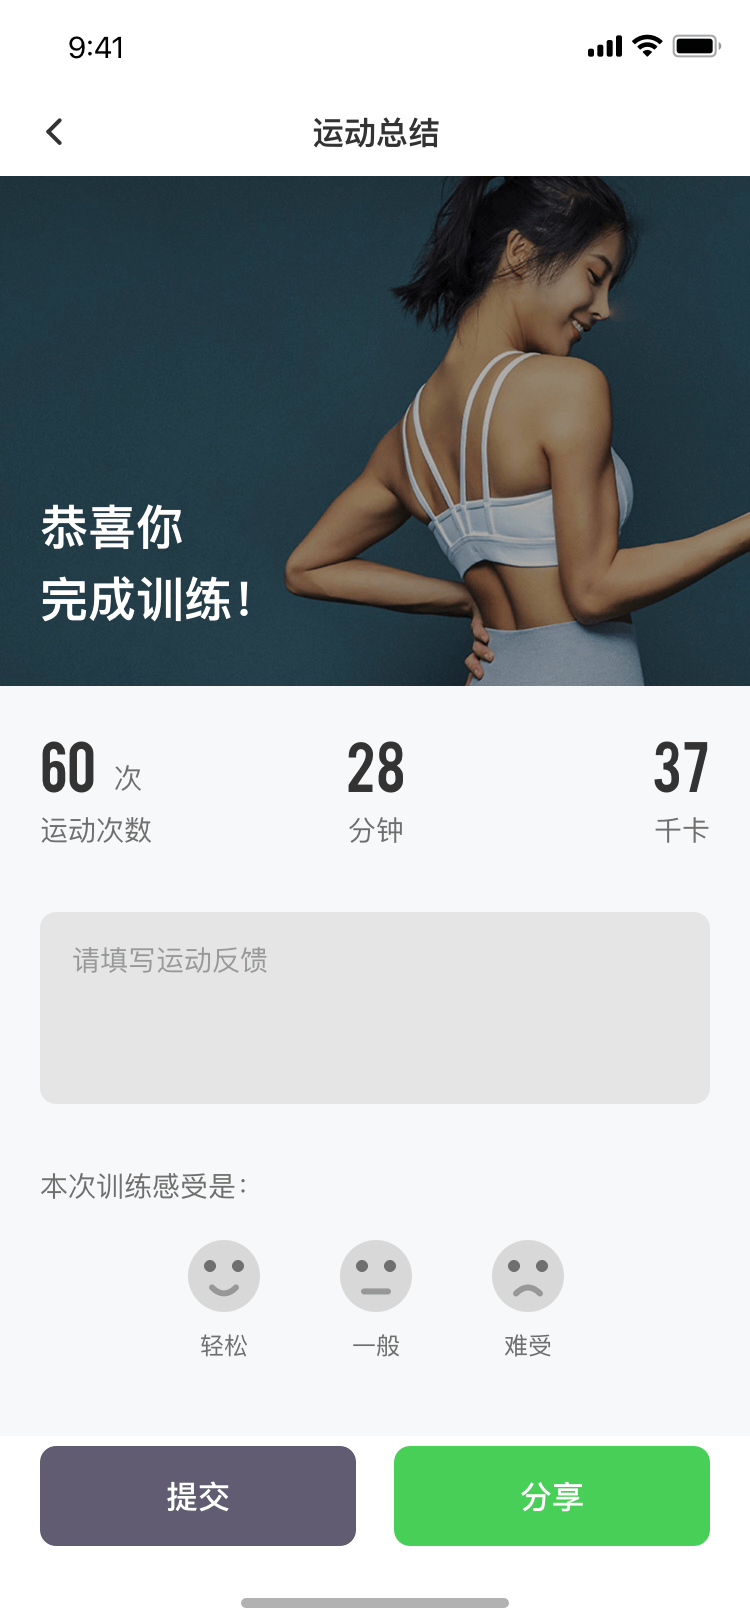 9:41
运动总结
恭喜你
完成训练！
60 次
28
37
运动次数
分钟
千卡
请填写运动反馈
本次训练感受是：
轻松
一般
难受
提交
分享